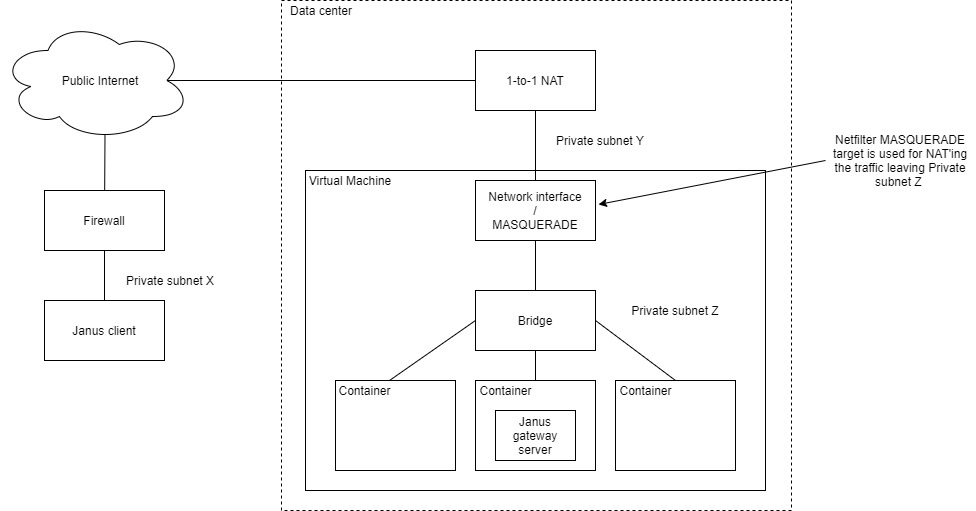 Data center
Public Internet
1-to-1 NAT
Private subnet Y
Netfilter MASQUERADE
target is used for NAT'ing
the traffic leaving Private
subnet Z
Virtual Machine
Network interface
/
MASQUERADE
Firewall
Private subnet X
Janus client
Bridge
Private subnet Z
Container
Container
Container
Janus
gateway
server